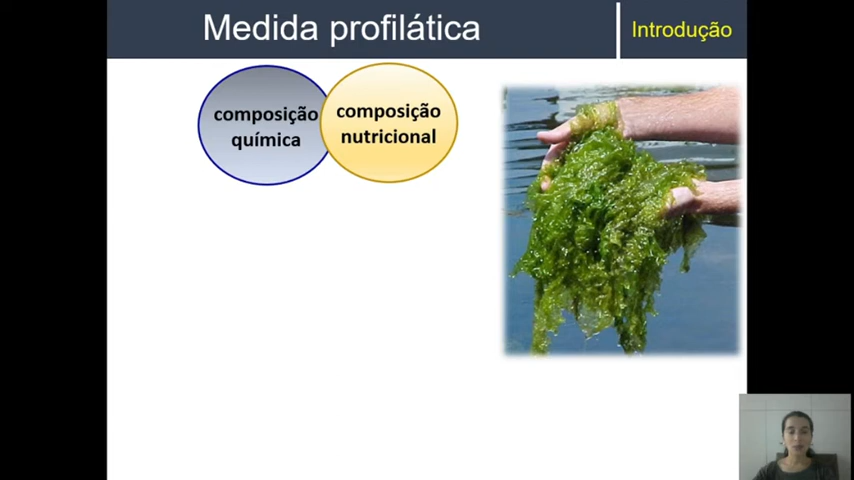 Medida profilática
Introdução
composição
química
composição
nutricional